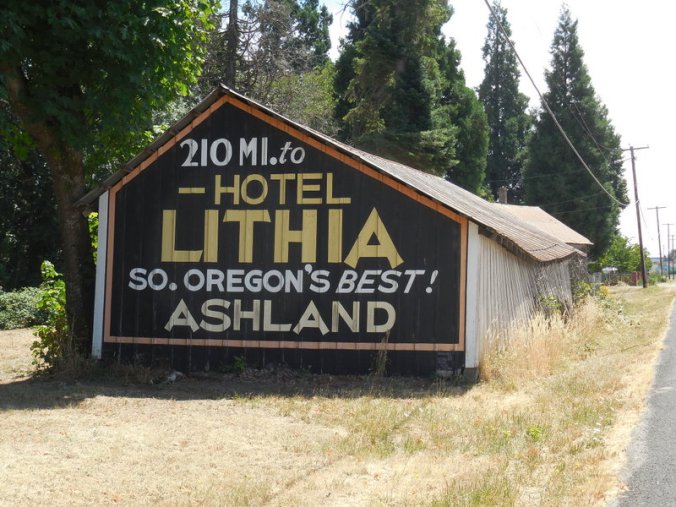 210 MI. to
– HOTEL –
LITHIA
SO. OREGON'S BEST!
ASHLAND